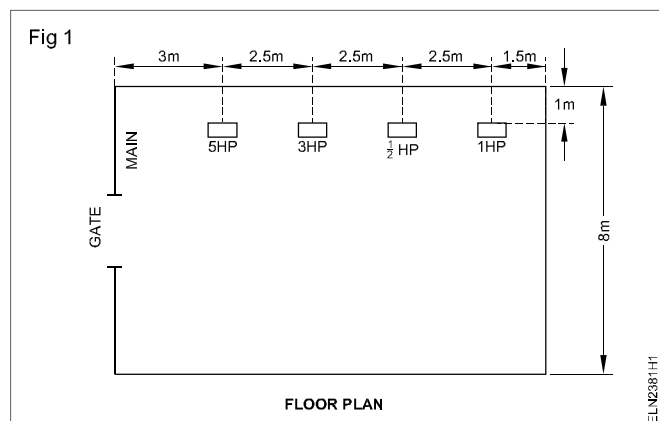 Fig 1
3m 2.5m 2.5m 2.5m 1.5m
1m
5HP 3HP ½ HP 1HP
MAIN
GATE
8m
FLOOR PLAN
ELN2381H1